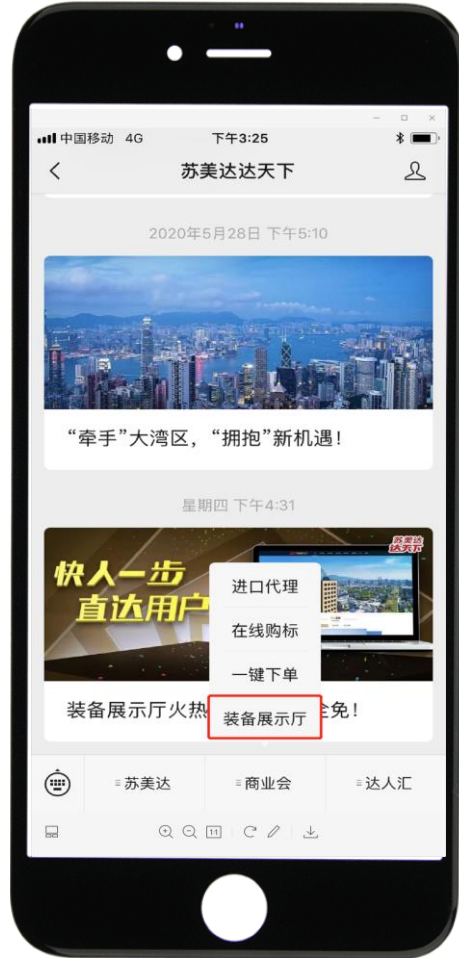 中国移动 4G 下午3:25
苏美达达天下
2020年5月28日 下午5:10
“牵手”大湾区，“拥抱”新机遇！
星期四 下午4:31
苏美达
达天下
快人一步
直达用户
进口代理
在线购标
一键下单
装备展示厅
装备展示厅火热 全免！
苏美达 商业会 达人汇
1:1